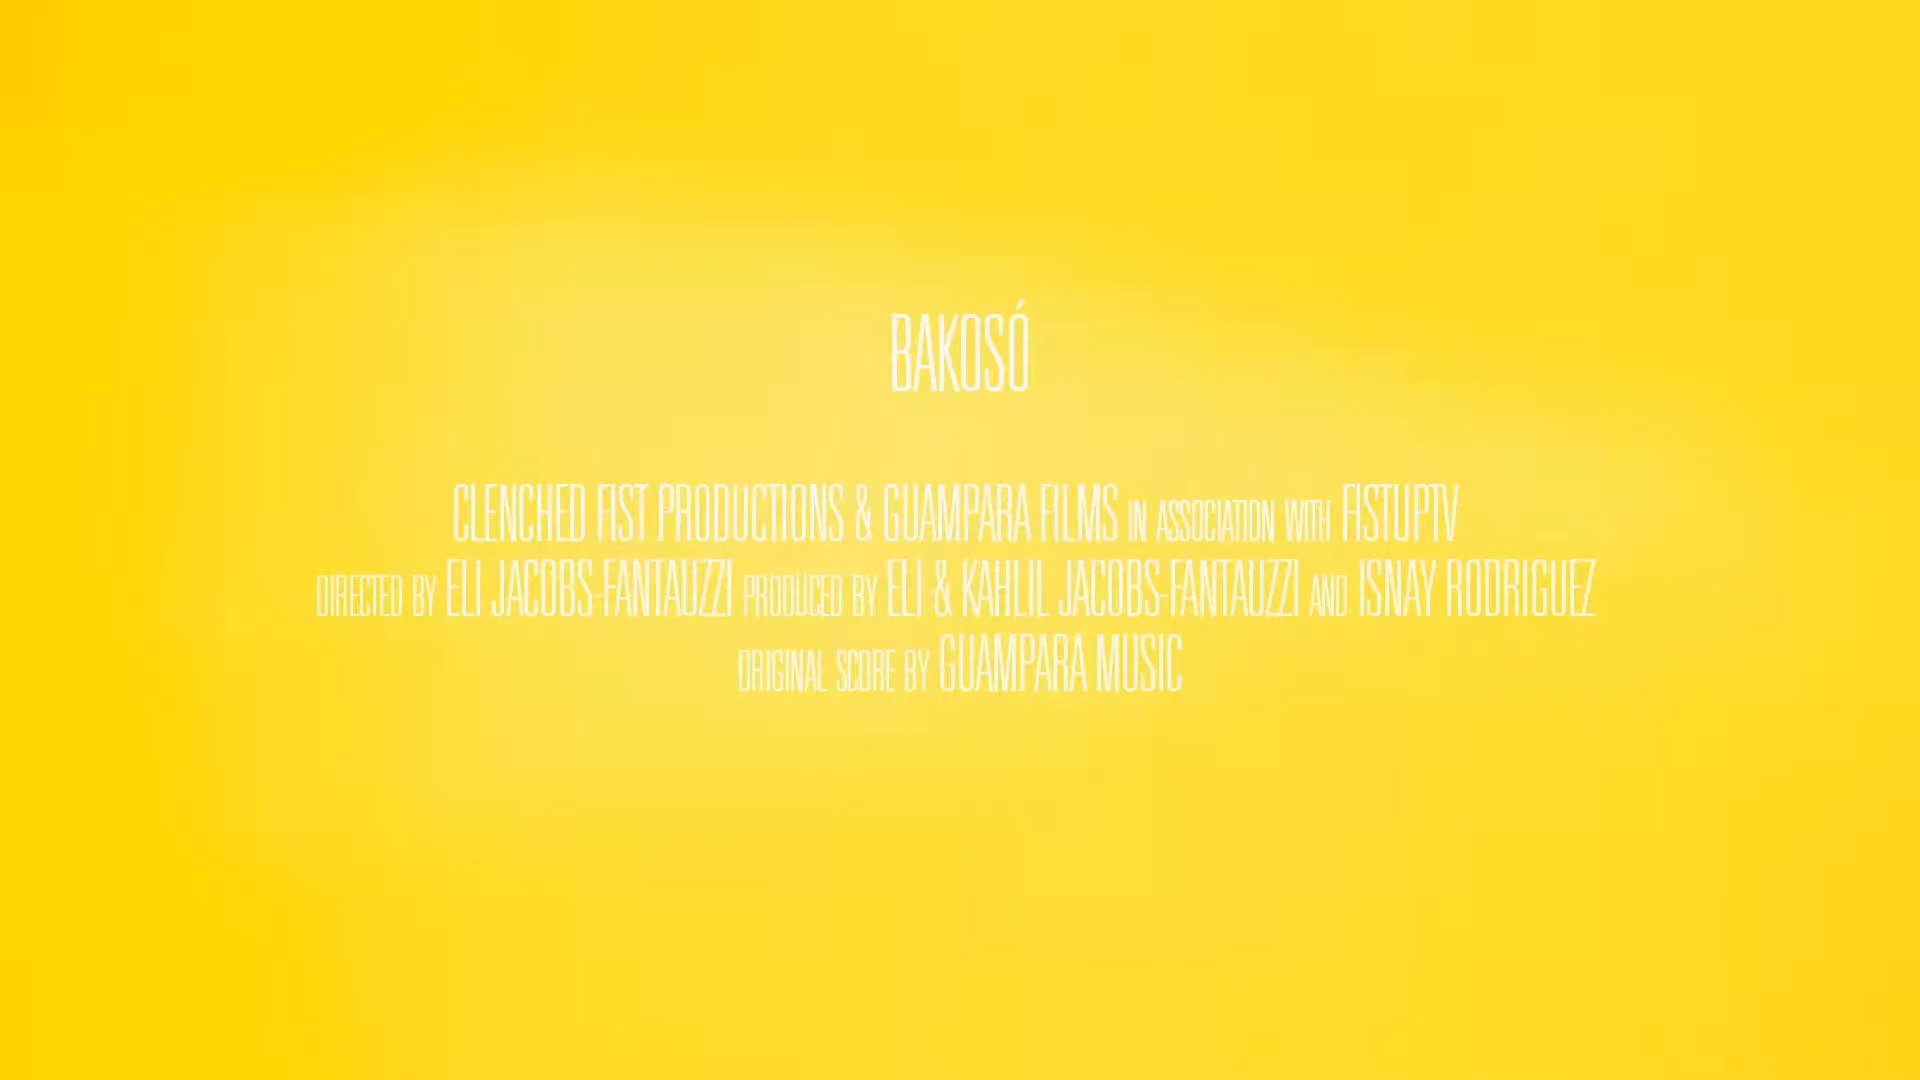 BAKOSÓ
CLENCHED FIST PRODUCTIONS & GUAMPARA FILMS IN ASSOCIATION WITH FISTUPTV
DIRECTED BY ELI JACOBS-FANTAUZZI PRODUCED BY ELI & KAHLIL JACOBS-FANTAUZZI AND ISNAY RODRIGUEZ
ORIGINAL SCORE BY GUAMPARA MUSIC